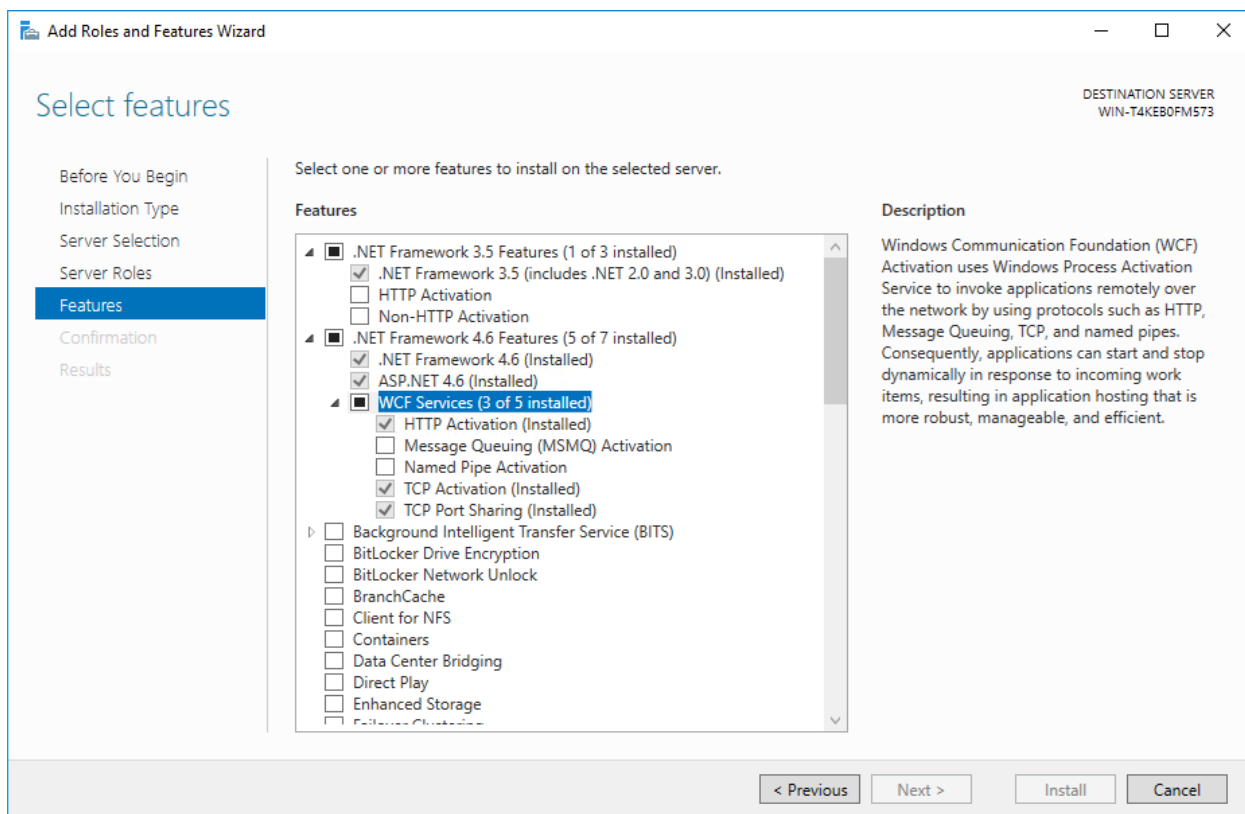 Add Roles and Features Wizard
Select features
DESTINATION SERVER
WIN-T4KEB0FM573
Before You Begin
Installation Type
Server Selection
Server Roles
Features
Confirmation
Results
Select one or more features to install on the selected server.
Features
.NET Framework 3.5 Features (1 of 3 installed)
.NET Framework 3.5 (includes .NET 2.0 and 3.0) (Installed)
HTTP Activation
Non-HTTP Activation
.NET Framework 4.6 Features (5 of 7 installed)
.NET Framework 4.6 (Installed)
ASP.NET 4.6 (Installed)
WCF Services (3 of 5 installed)
HTTP Activation (Installed)
Message Queuing (MSMQ) Activation
Named Pipe Activation
TCP Activation (Installed)
TCP Port Sharing (Installed)
Background Intelligent Transfer Service (BITS)
BitLocker Drive Encryption
BitLocker Network Unlock
BranchCache
Client for NFS
Containers
Data Center Bridging
Direct Play
Enhanced Storage
Failover Clustering
Description
Windows Communication Foundation (WCF)
Activation uses Windows Process Activation
Service to invoke applications remotely over
the network by using protocols such as HTTP,
Message Queuing, TCP, and named pipes.
Consequently, applications can start and stop
dynamically in response to incoming work
items, resulting in application hosting that is
more robust, manageable, and efficient.
< Previous
Next >
Install
Cancel